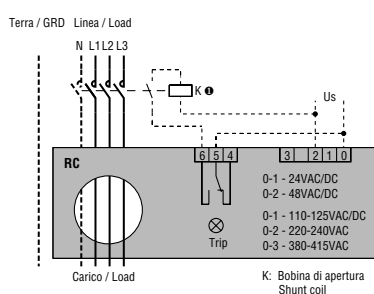 Terra / GRD Linea / Load
N L1 L2 L3
K ❶
Us
6 5 4
3 2 1 0
RC
0-1 - 24VAC/DC
0-2 - 48VAC/DC
0-1 - 110-125VAC/DC
0-2 - 220-240VAC
0-3 - 380-415VAC
Trip
Carico / Load
K: Bobina di apertura
Shunt coil